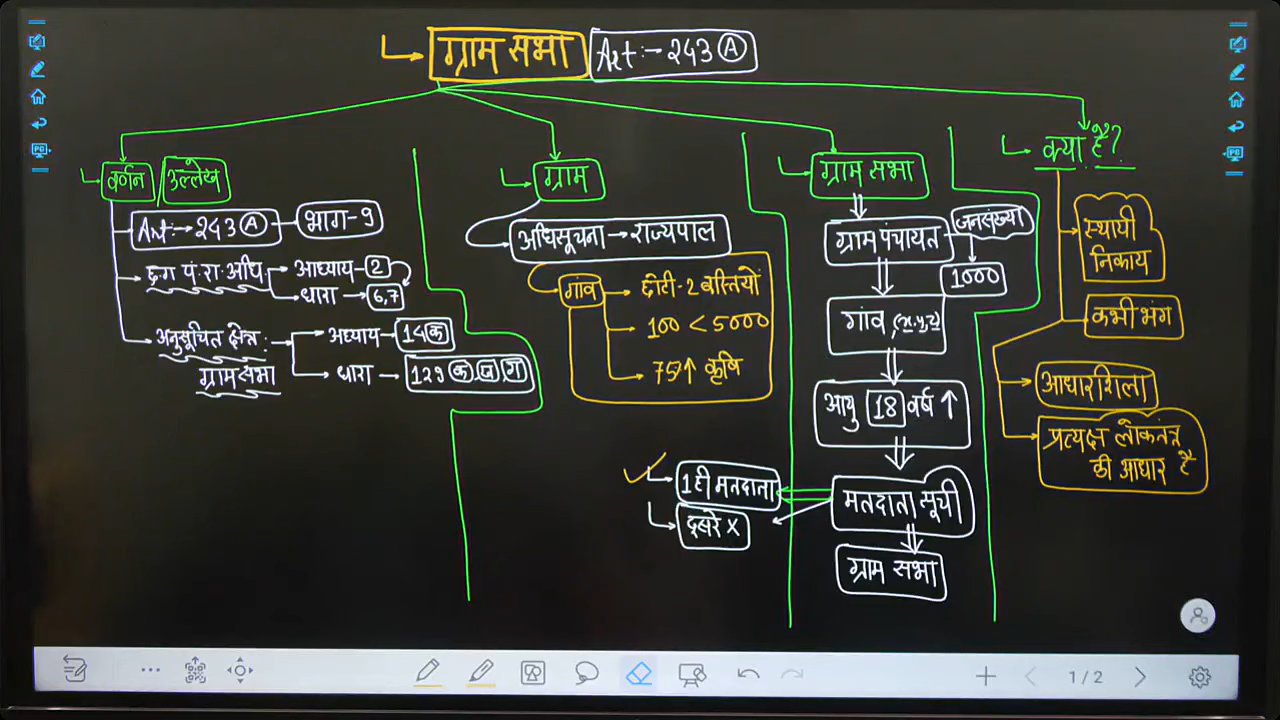 ग्राम सभा Art :→ 243 A
वर्णन / उल्लेख
Art :→ 243 A भाग-9
छ.ग पं. रा. अधि. अध्याय - 2
धारा → 6,7
अनुसूचित क्षेत्र :
ग्रामसभा
अध्याय - 14 क
धारा → 129 क ग
ग्राम
अधिसूचना → राज्यपाल
गांव
छोटी-2 बस्तियों
100 < 5000
75% ↑ कृषि
ग्राम सभा
ग्राम पंचायत जनसंख्या
1000
गांव (x,y,z)
आयु 18 वर्ष ↑
मतदाता सूची
1 ही मतदाता
दूसरे X
ग्राम सभा
क्या है?
स्थायी
निकाय
कभी भंग
आधारशिला
प्रत्यक्ष लोकतंत्र
की आधार है
1/2